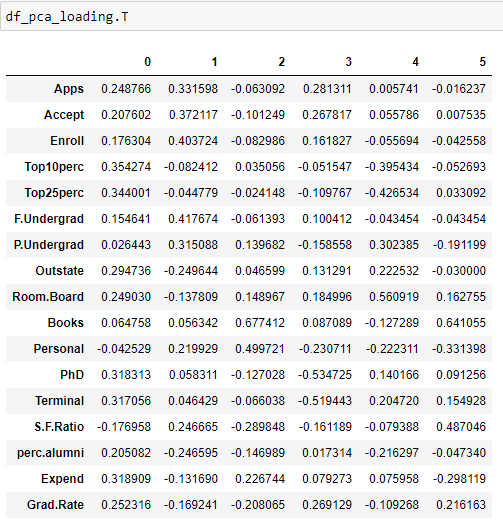 df_pca_loading.T
0 1 2 3 4 5
Apps 0.248766 0.331598 -0.063092 0.281311 0.005741 -0.016237
Accept 0.207602 0.372117 -0.101249 0.267817 0.055786 0.007535
Enroll 0.176304 0.403724 -0.082986 0.161827 -0.055694 -0.042558
Top10perc 0.354274 -0.082412 0.035056 -0.051547 -0.395434 -0.052693
Top25perc 0.344001 -0.044779 -0.024148 -0.109767 -0.426534 0.033092
F.Undergrad 0.154641 0.417674 -0.061393 0.100412 -0.043454 -0.043454
P.Undergrad 0.026443 0.315088 0.139682 -0.158558 0.302385 -0.191199
Outstate 0.294736 -0.249644 0.046599 0.131291 0.222532 -0.030000
Room.Board 0.249030 -0.137809 0.148967 0.184996 0.560919 0.162755
Books 0.064758 0.056342 0.677412 0.087089 -0.127289 0.641055
Personal -0.042529 0.219929 0.499721 -0.230711 -0.222311 -0.331398
PhD 0.318313 0.058311 -0.127028 -0.534725 0.140166 0.091256
Terminal 0.317056 0.046429 -0.066038 -0.519443 0.204720 0.154928
S.F.Ratio -0.176958 0.246665 -0.289848 -0.161189 -0.079388 0.487046
perc.alumni 0.205082 -0.246595 -0.146989 0.017314 -0.216297 -0.047340
Expend 0.318909 -0.131690 0.226744 0.079273 0.075958 -0.298119
Grad.Rate 0.252316 -0.169241 -0.208065 0.269129 -0.109268 0.216163